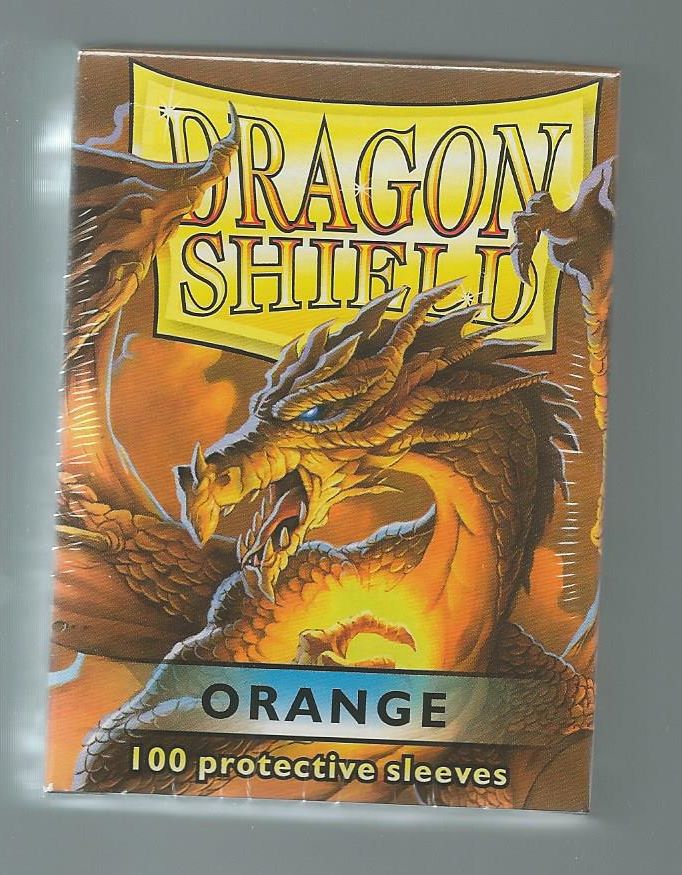 DRAGON
SHIELD
ORANGE
100 protective sleeves